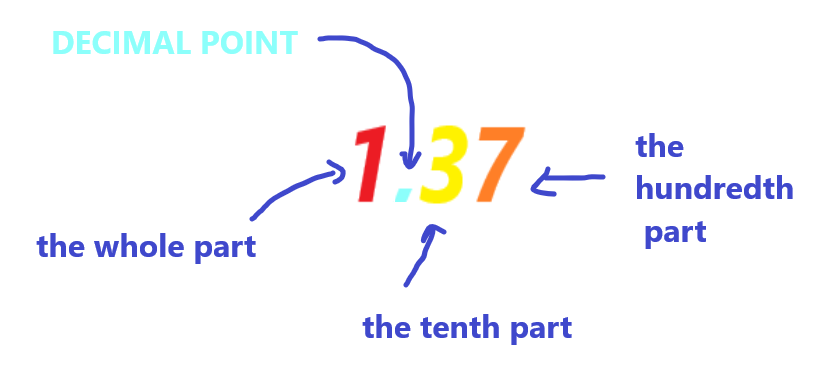 DECIMAL POINT
1.37
the whole part
the tenth part
the
hundredth
part